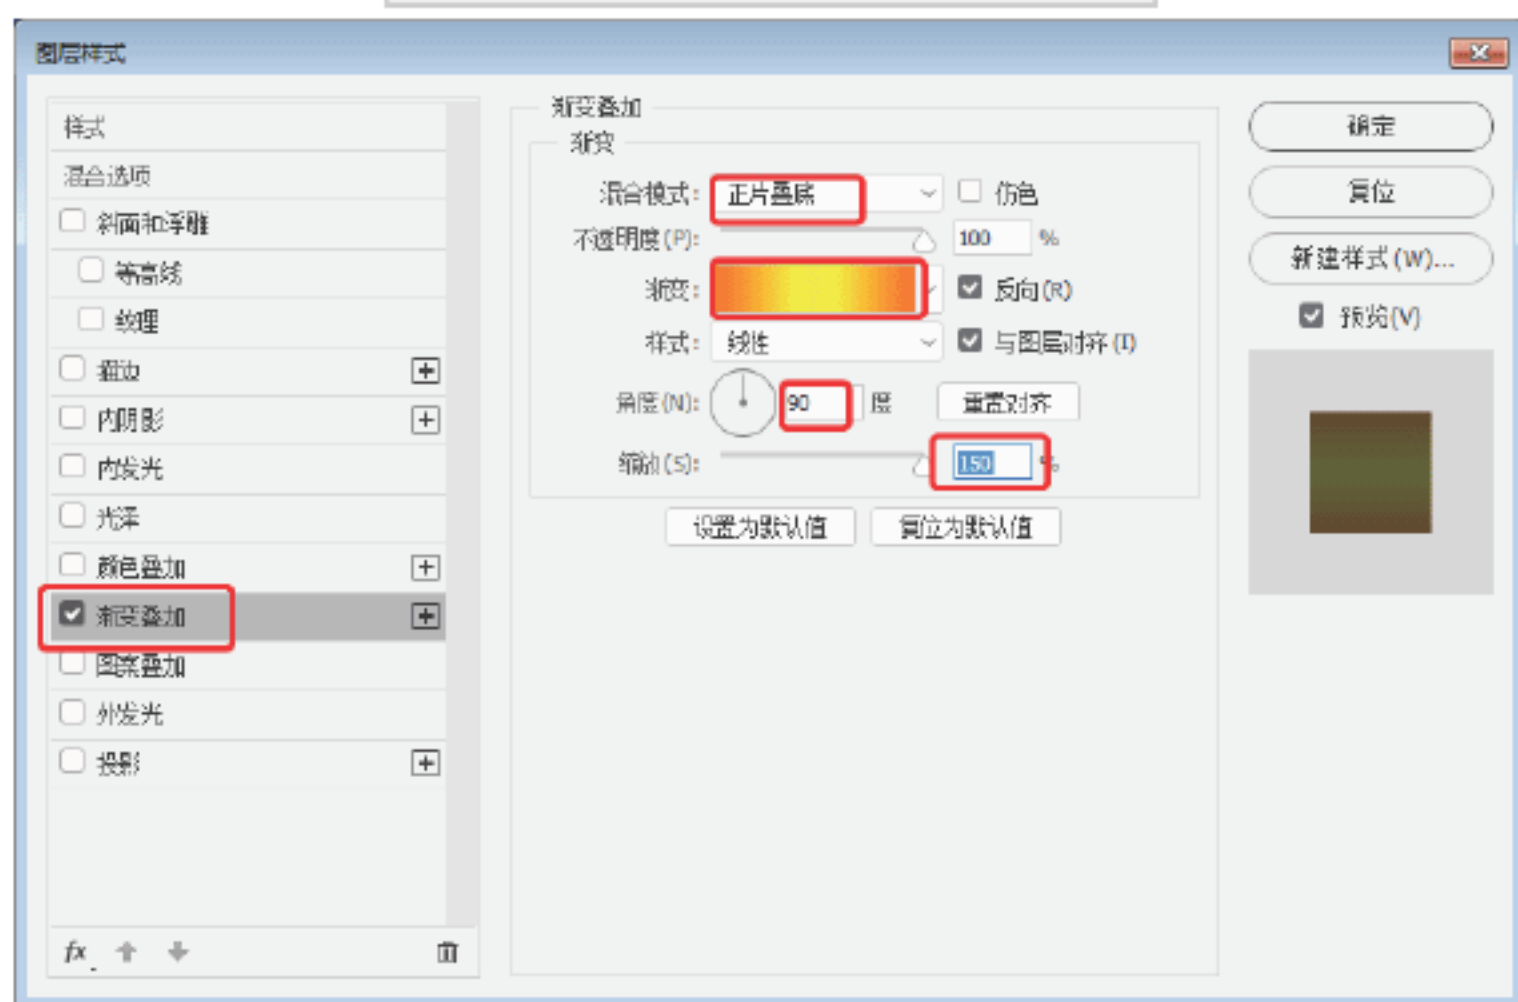 图层样式
样式
混合选项
斜面和浮雕
等高线
纹理
描边
内阴影
内发光
光泽
颜色叠加
渐变叠加
图案叠加
外发光
投影
fx
渐变叠加
渐变
混合模式: 正片叠底 仿色
不透明度(P): 100 %
渐变: 反向(R)
样式: 线性 与图层对齐(I)
角度(N): 90 度 重置对齐
缩放(S): 150 %
设置为默认值 复位为默认值
确定
复位
新建样式(W)...
预览(V)